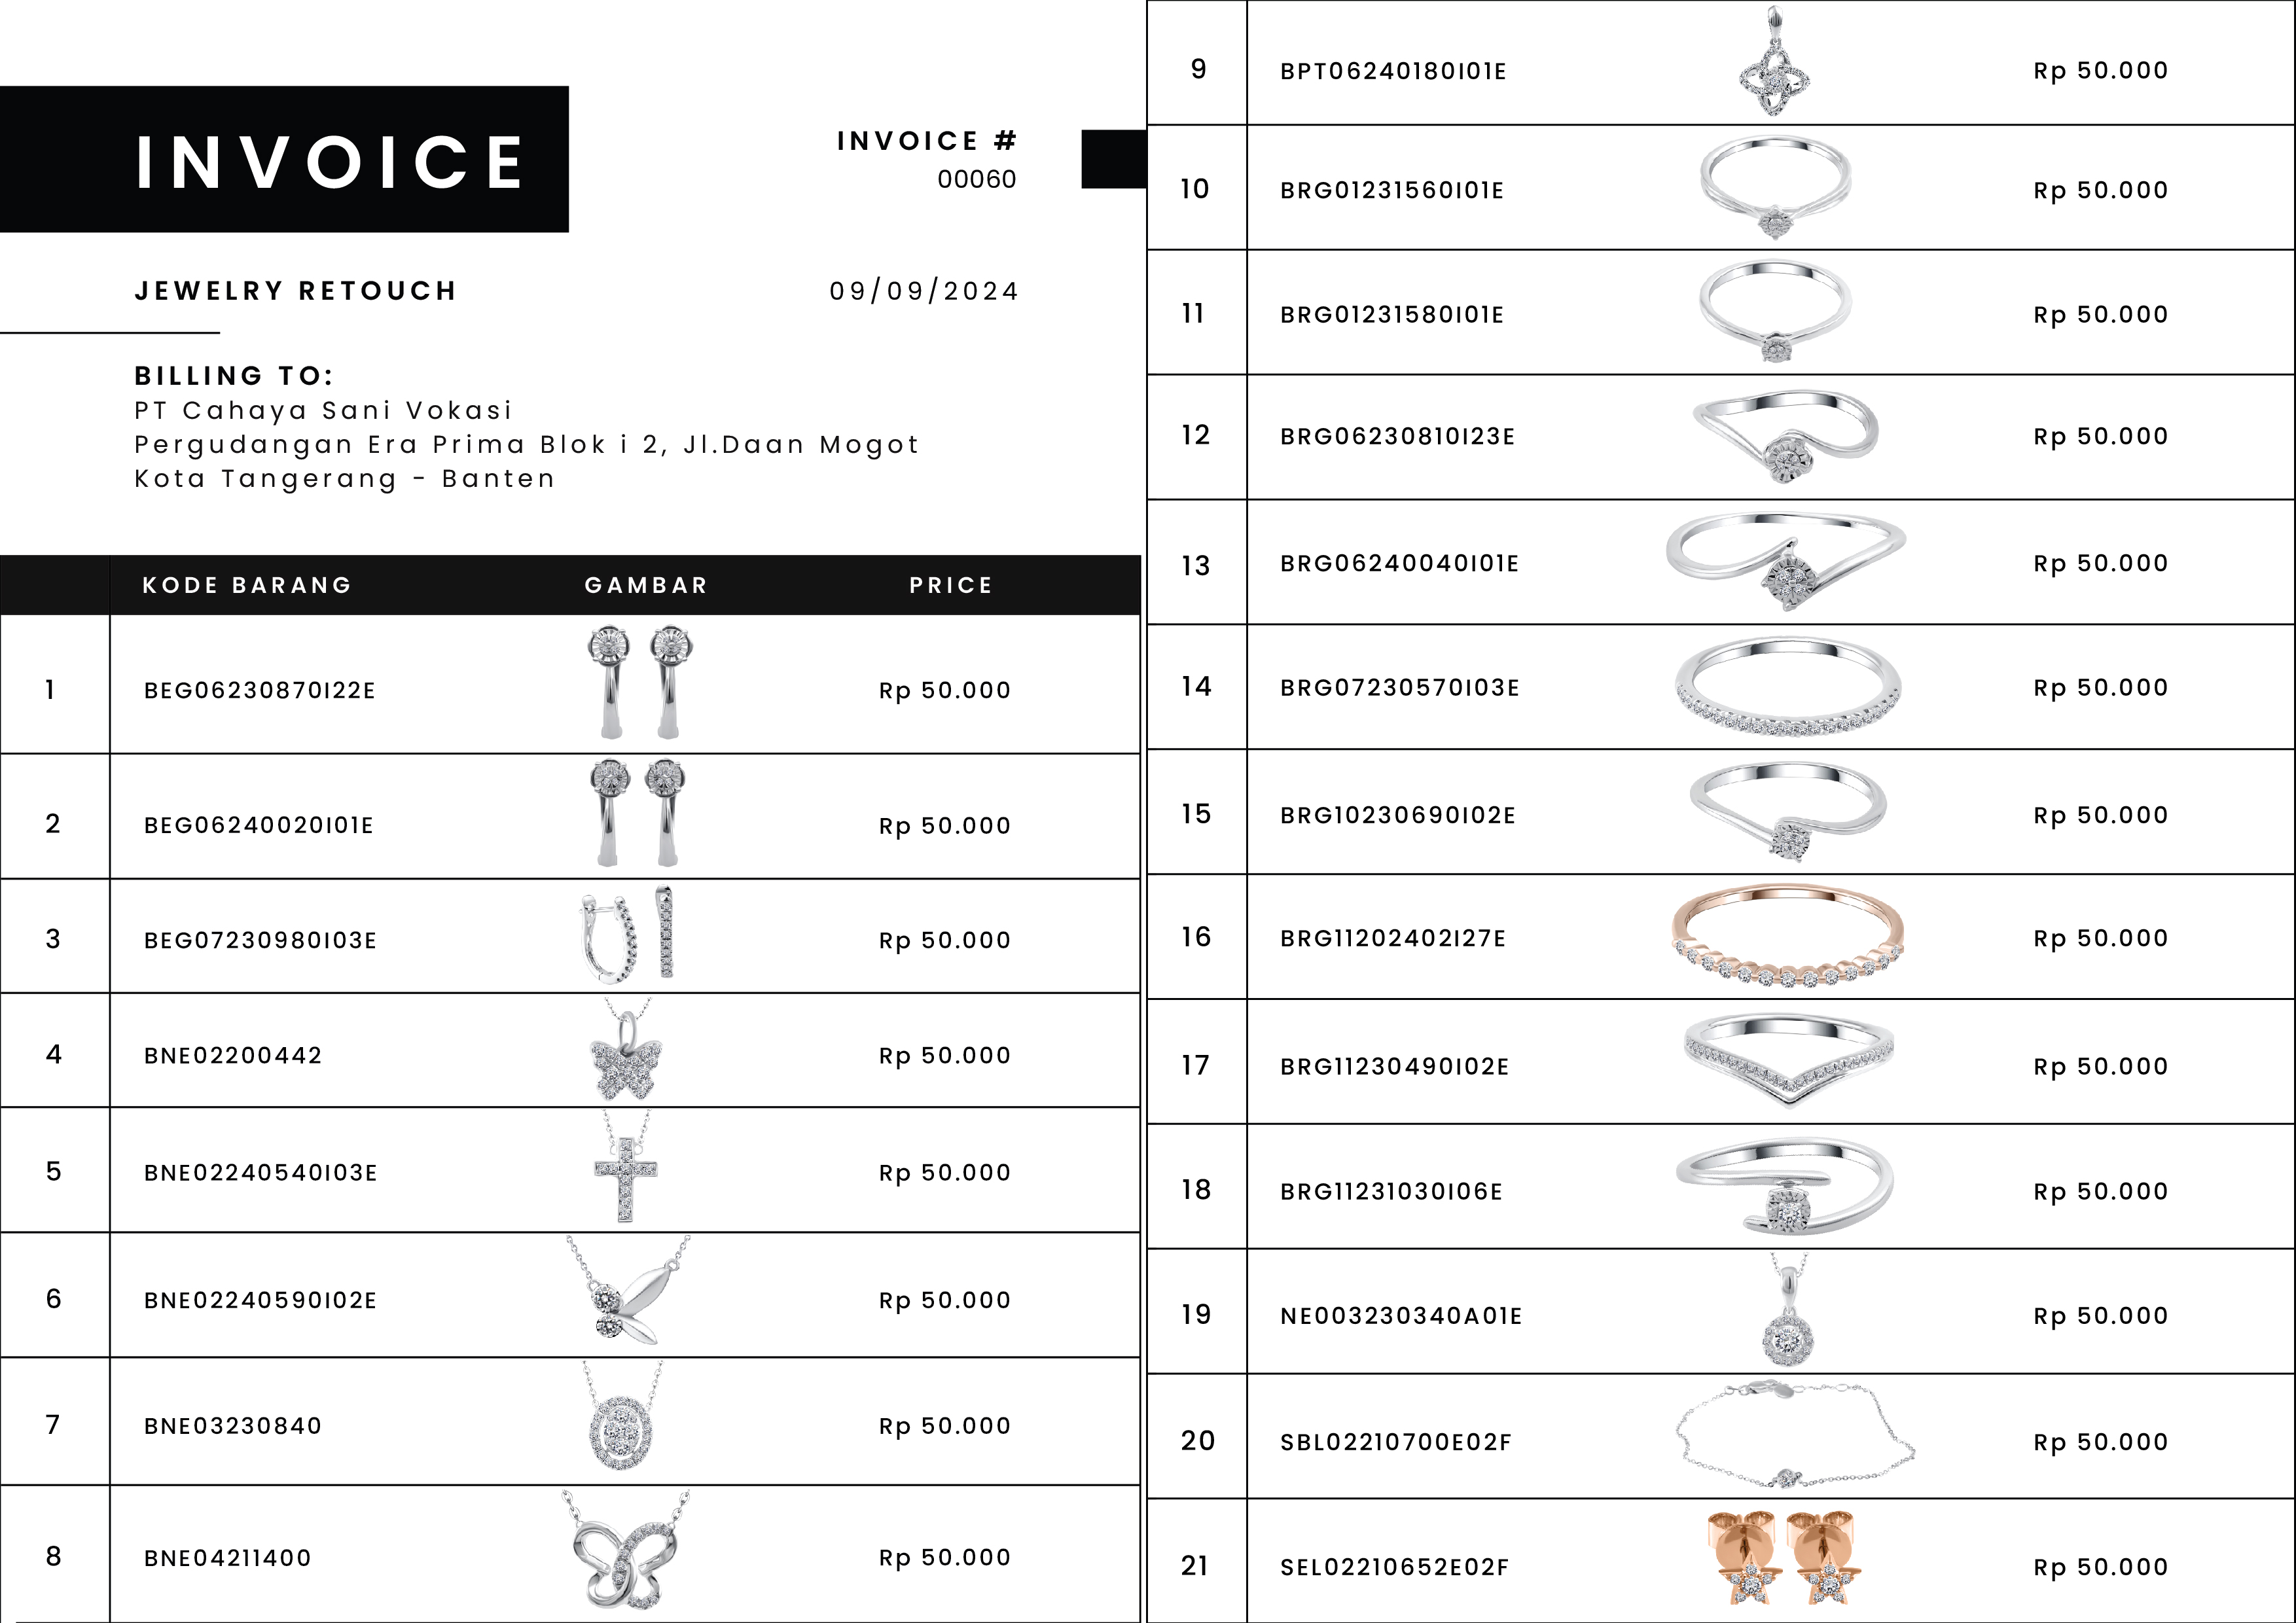 INVOICE
INVOICE #
00060
JEWELRY RETOUCH
09/09/2024
BILLING TO:
PT Cahaya Sani Vokasi
Pergudangan Era Prima Blok i 2, Jl.Daan Mogot
Kota Tangerang - Banten
KODE BARANG GAMBAR PRICE
1 BEG06230870I22E Rp 50.000
2 BEG06240020I01E Rp 50.000
3 BEG07230980I03E Rp 50.000
4 BNE02200442 Rp 50.000
5 BNE02240540I03E Rp 50.000
6 BNE02240590I02E Rp 50.000
7 BNE03230840 Rp 50.000
8 BNE04211400 Rp 50.000
9 BPT06240180I01E Rp 50.000
10 BRG01231560I01E Rp 50.000
11 BRG01231580I01E Rp 50.000
12 BRG06230810I23E Rp 50.000
13 BRG06240040I01E Rp 50.000
14 BRG07230570I03E Rp 50.000
15 BRG10230690I02E Rp 50.000
16 BRG11202402I27E Rp 50.000
17 BRG11230490I02E Rp 50.000
18 BRG11231030I06E Rp 50.000
19 NE003230340A01E Rp 50.000
20 SBL02210700E02F Rp 50.000
21 SEL02210652E02F Rp 50.000